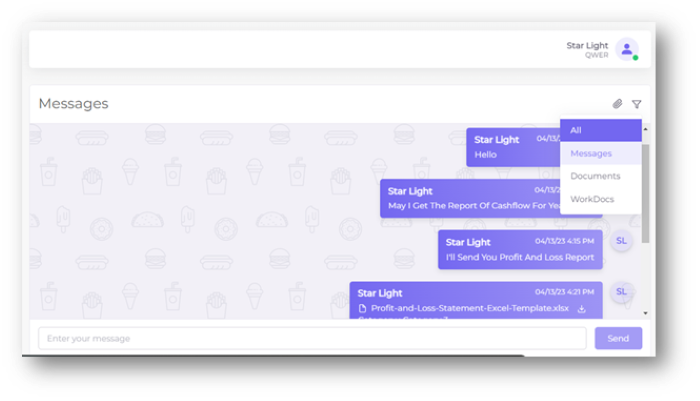 Star Light
QWER
Messages
All
Messages
Documents
WorkDocs
Star Light 04/13/
Hello
Star Light 04/13/2
May I Get The Report Of Cashflow For
Star Light 04/13/23 4:15 PM
I'll Send You Profit And Loss Report
SL
Star Light 04/13/23 4:21 PM
Profit-and-Loss-Statement-Excel-Template.xlsx
SL
Enter your message
Send